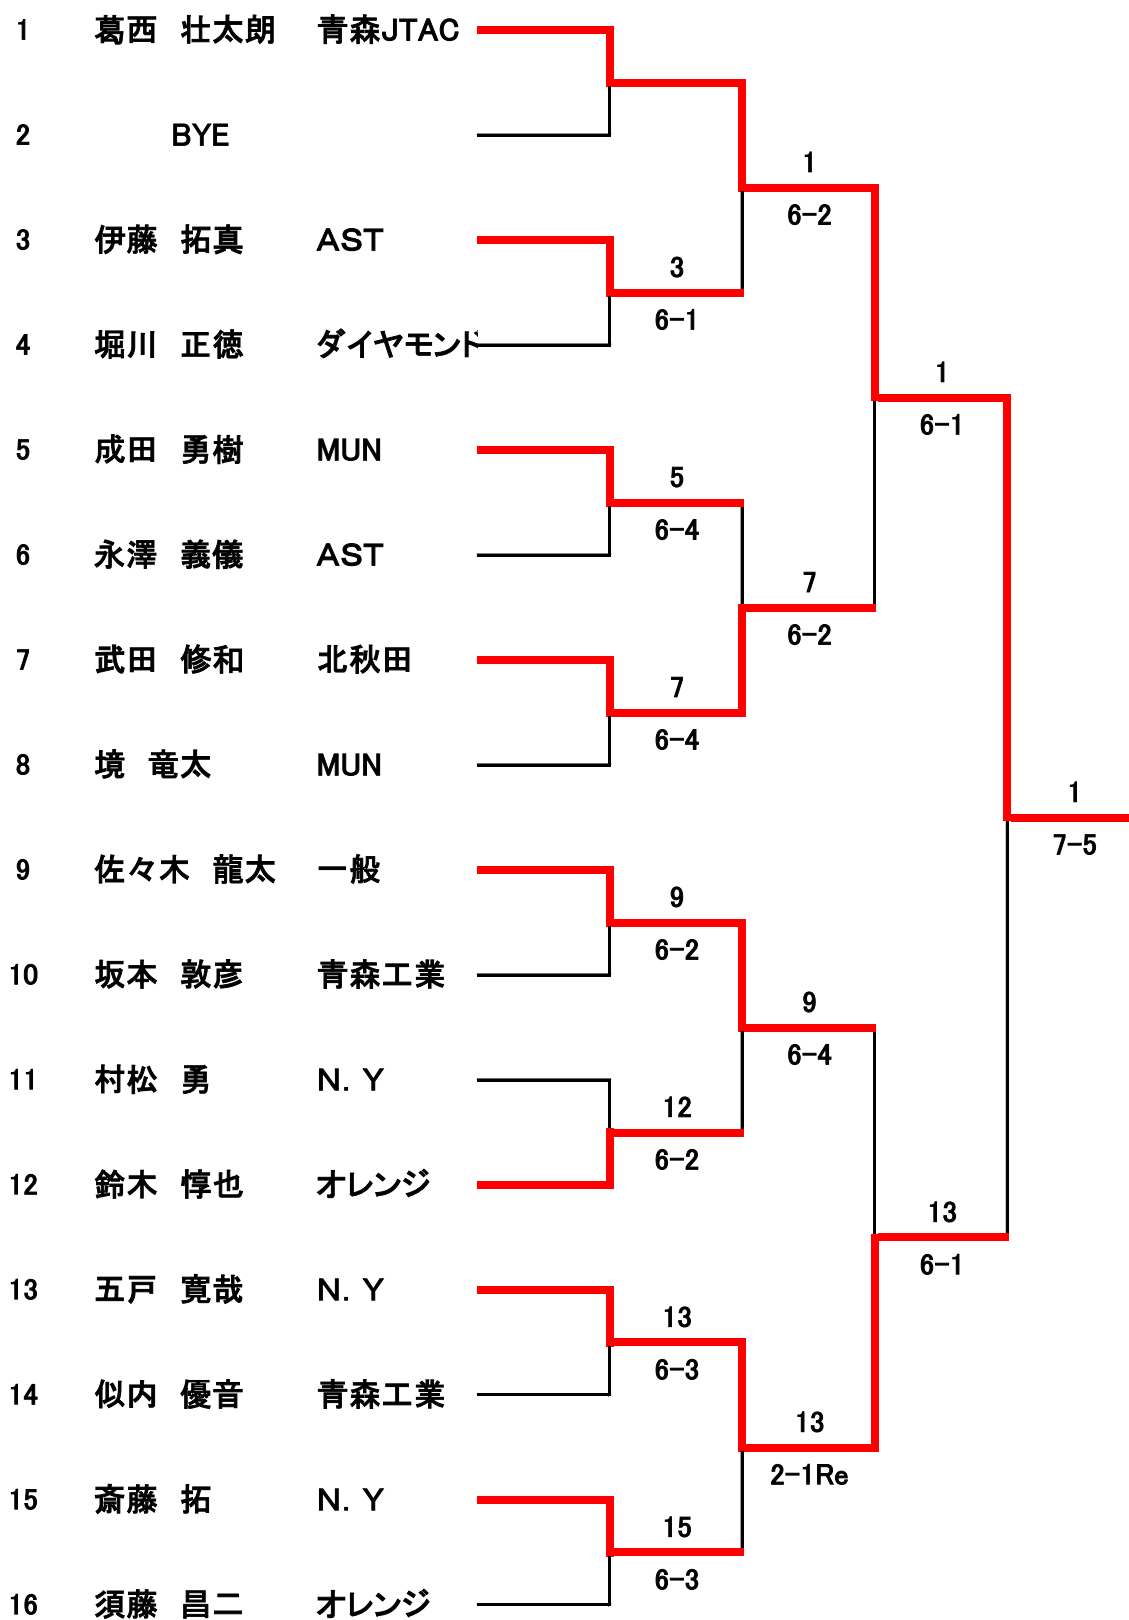 1 葛西 壮太朗 青森JTAC
2 BYE
1
6-2
3 伊藤 拓真 AST
3
6-1
4 堀川 正徳 ダイヤモンド
1
6-1
5 成田 勇樹 MUN
5
6-4
6 永澤 義儀 AST
7
6-2
7 武田 修和 北秋田
7
6-4
8 境 竜太 MUN
1
7-5
9 佐々木 龍太 一般
9
6-2
10 坂本 敦彦 青森工業
9
6-4
11 村松 勇 N. Y
12
6-2
12 鈴木 惇也 オレンジ
13
6-1
13 五戸 寛哉 N. Y
13
6-3
14 似内 優音 青森工業
13
2-1Re
15 斎藤 拓 N. Y
15
6-3
16 須藤 昌二 オレンジ